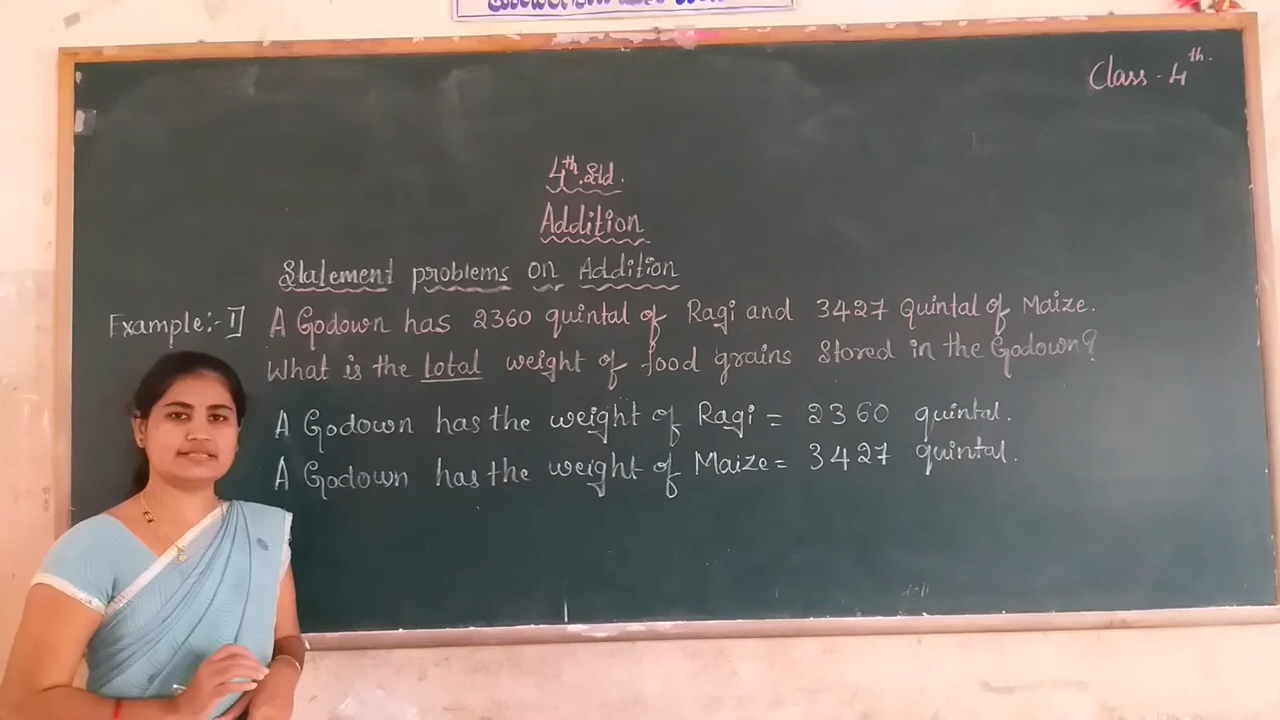 Class - 4th.
4th. Std.
Addition
Statement problems on Addition
Example:- I] A Godown has 2360 quintal of Ragi and 3427 Quintal of Maize.
What is the total weight of food grains Stored in the Godown?
A Godown has the weight of Ragi = 2360 quintal.
A Godown has the weight of Maize = 3427 quintal.